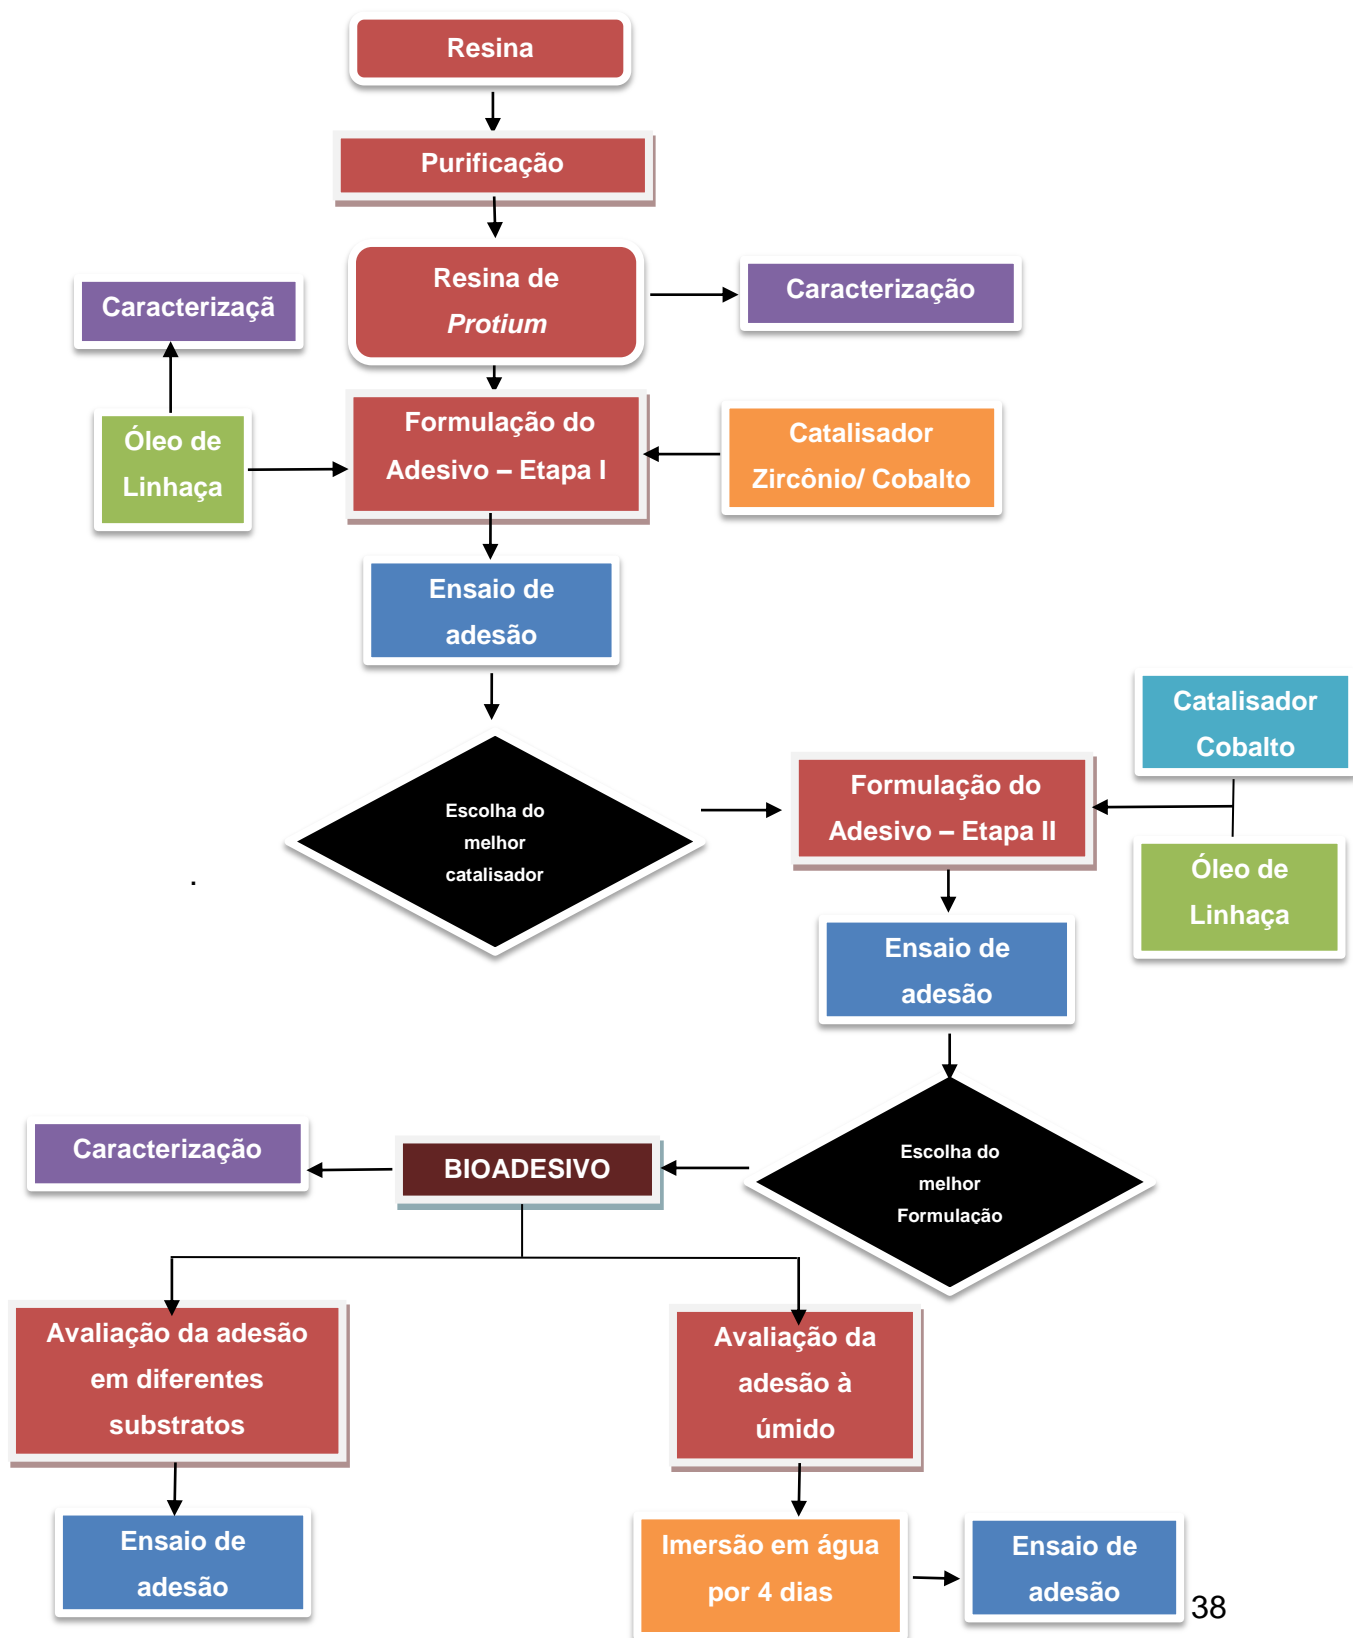 Resina
Purificação
Resina de
Protium
Caracterização
Caracterizaçã
Óleo de
Linhaça
Formulação do
Adesivo – Etapa I
Catalisador
Zircônio/ Cobalto
Ensaio de
adesão
Escolha do
melhor
catalisador
.
Formulação do
Adesivo – Etapa II
Catalisador
Cobalto
Óleo de
Linhaça
Ensaio de
adesão
Escolha do
melhor
Formulação
BIOADESIVO
Caracterização
Avaliação da adesão
em diferentes
substratos
Ensaio de
adesão
Avaliação da
adesão à
úmido
Imersão em água
por 4 dias
Ensaio de
adesão
38